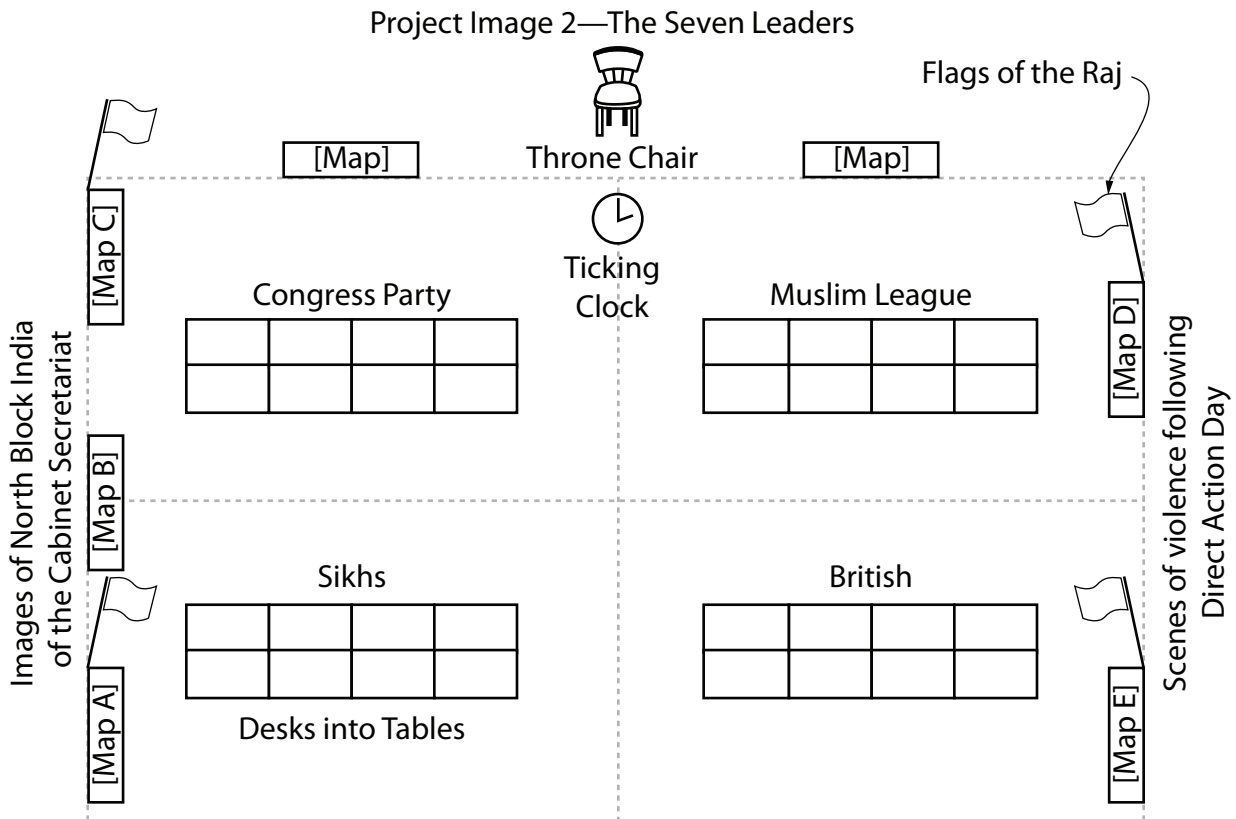 Project Image 2—The Seven Leaders
Flags of the Raj
[Map]
Throne Chair
[Map]
[Map C]
Ticking
Clock
Congress Party
Muslim League
[Map D]
Images of North Block India
of the Cabinet Secretariat
Scenes of violence following
Direct Action Day
[Map B]
Sikhs
British
[Map A]
Desks into Tables
[Map E]